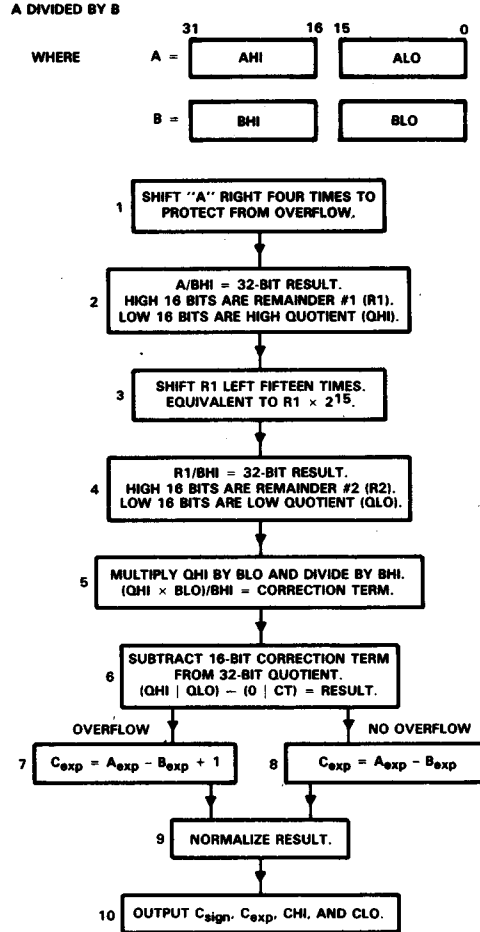 A DIVIDED BY B
31 16 15 0
WHERE A = AHI ALO
B = BHI BLO
1 SHIFT "A" RIGHT FOUR TIMES TO
PROTECT FROM OVERFLOW.
2 A/BHI = 32-BIT RESULT.
HIGH 16 BITS ARE REMAINDER #1 (R1).
LOW 16 BITS ARE HIGH QUOTIENT (QHI).
3 SHIFT R1 LEFT FIFTEEN TIMES.
EQUIVALENT TO R1 × 2¹⁵.
4 R1/BHI = 32-BIT RESULT.
HIGH 16 BITS ARE REMAINDER #2 (R2).
LOW 16 BITS ARE LOW QUOTIENT (QLO).
5 MULTIPLY QHI BY BLO AND DIVIDE BY BHI.
(QHI × BLO)/BHI = CORRECTION TERM.
6 SUBTRACT 16-BIT CORRECTION TERM
FROM 32-BIT QUOTIENT.
(QHI | QLO) − (0 | CT) = RESULT.
OVERFLOW NO OVERFLOW
7 Cexp = Aexp − Bexp + 1 8 Cexp = Aexp − Bexp
9 NORMALIZE RESULT.
10 OUTPUT Csign, Cexp, CHI, AND CLO.